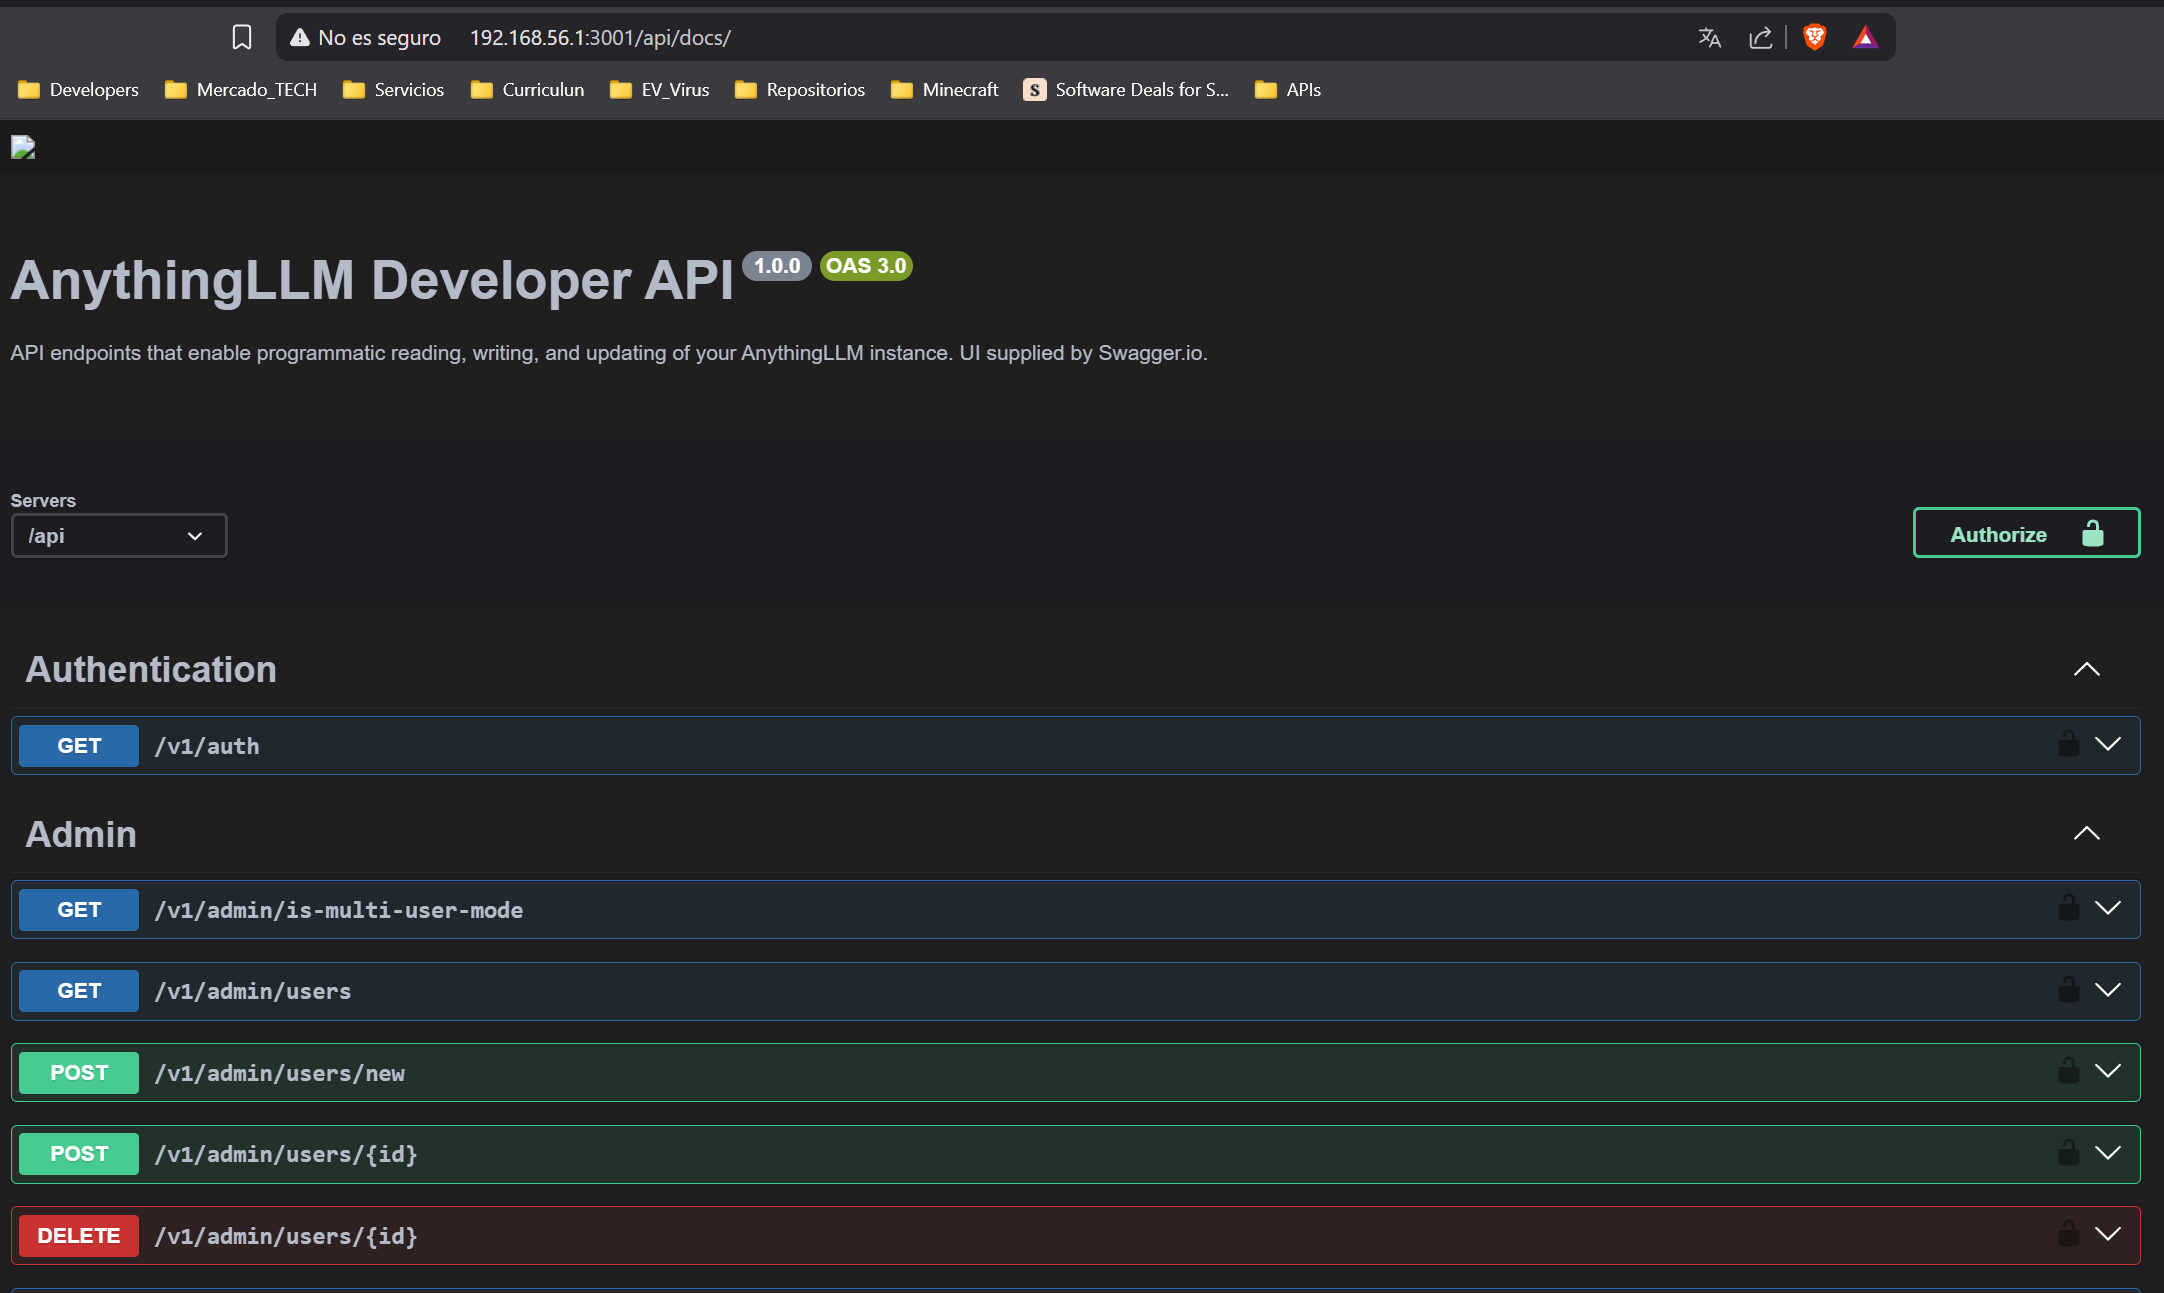 No es seguro 192.168.56.1:3001/api/docs/
Developers Mercado_TECH Servicios Curriculun EV_Virus Repositorios Minecraft S Software Deals for S... APIs
AnythingLLM Developer API 1.0.0 OAS 3.0
API endpoints that enable programmatic reading, writing, and updating of your AnythingLLM instance. UI supplied by Swagger.io.
Servers
/api
Authorize
Authentication
GET /v1/auth
Admin
GET /v1/admin/is-multi-user-mode
GET /v1/admin/users
POST /v1/admin/users/new
POST /v1/admin/users/{id}
DELETE /v1/admin/users/{id}